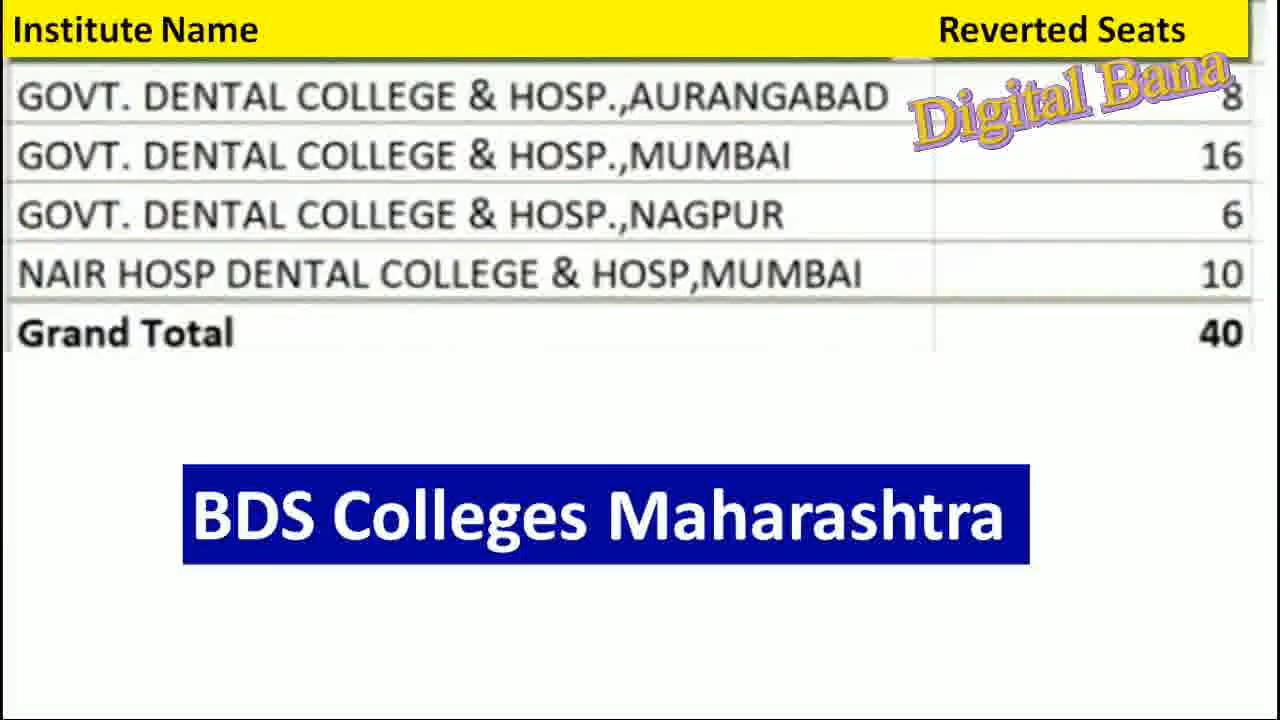 Institute Name Reverted Seats
Digital Bana
GOVT. DENTAL COLLEGE & HOSP.,AURANGABAD 8
GOVT. DENTAL COLLEGE & HOSP.,MUMBAI 16
GOVT. DENTAL COLLEGE & HOSP.,NAGPUR 6
NAIR HOSP DENTAL COLLEGE & HOSP,MUMBAI 10
Grand Total 40
BDS Colleges Maharashtra